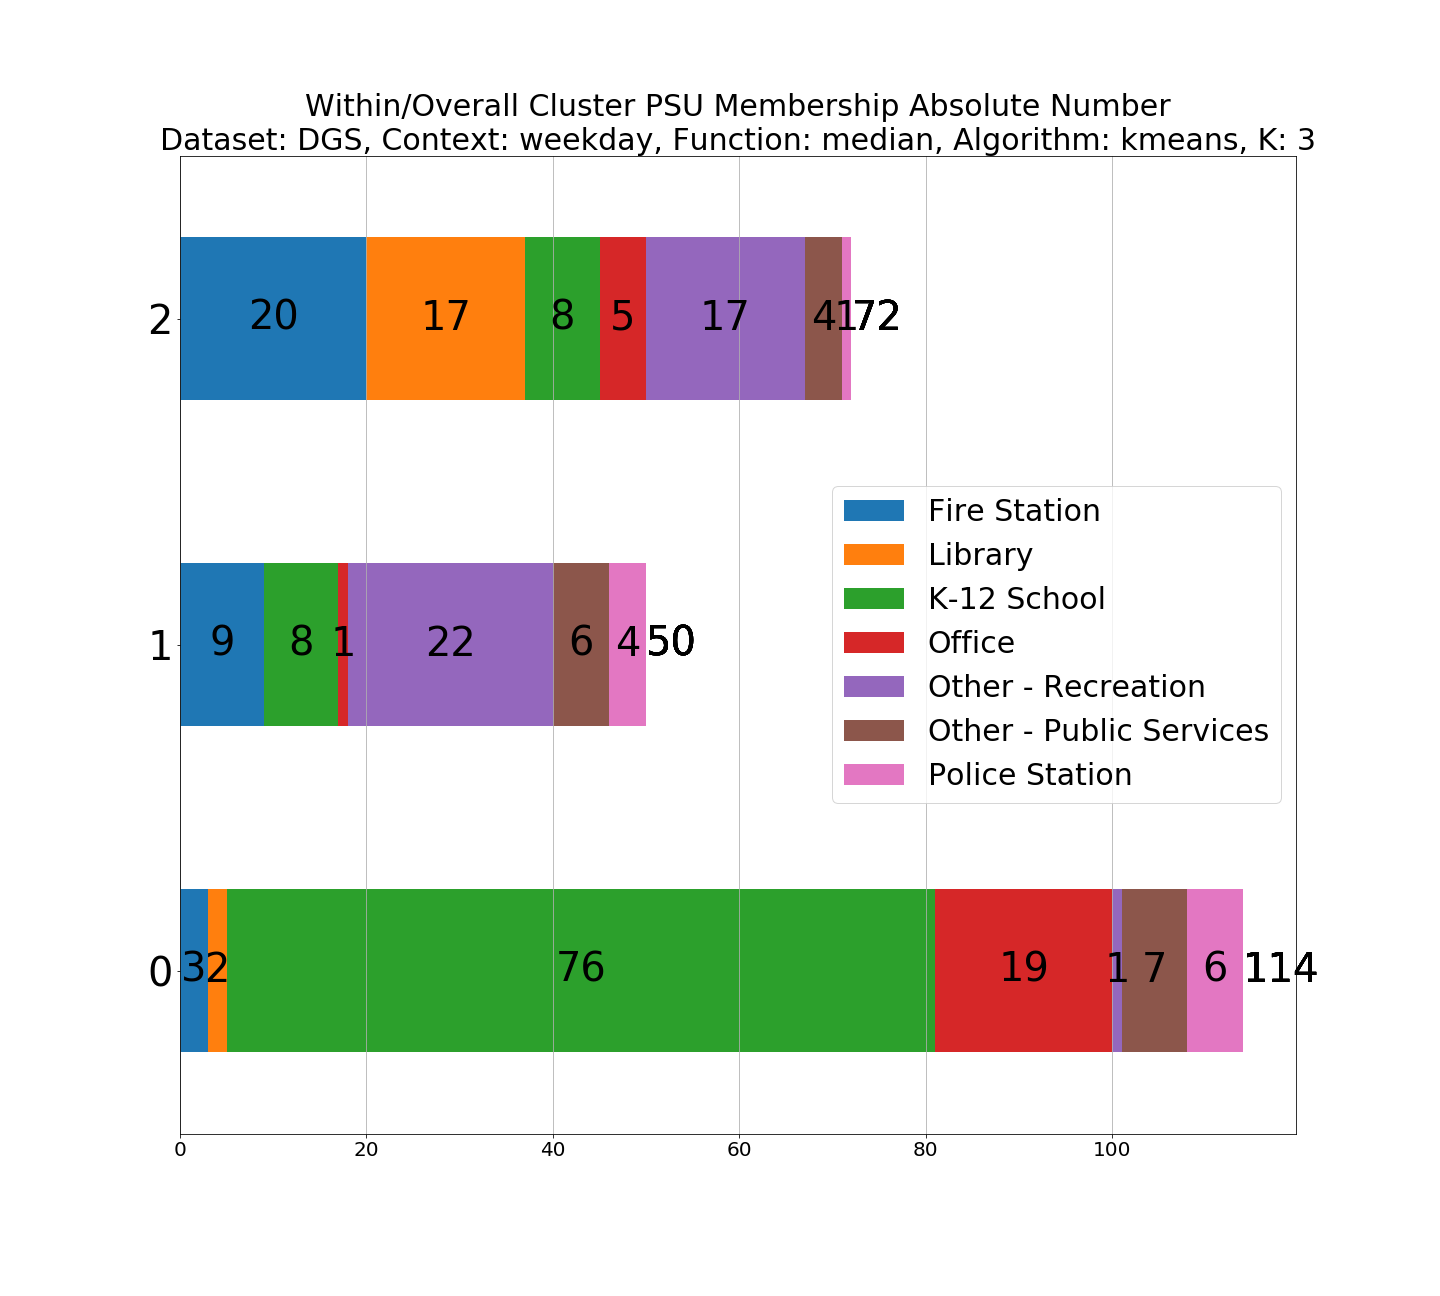 Within/Overall Cluster PSU Membership Absolute Number
Dataset: DGS, Context: weekday, Function: median, Algorithm: kmeans, K: 3
2 20 17 8 5 17 4 1 72
Fire Station
Library
K-12 School
Office
Other - Recreation
Other - Public Services
Police Station
1 9 8 1 22 6 4 50
0 3 2 76 19 1 7 6 114
0 20 40 60 80 100